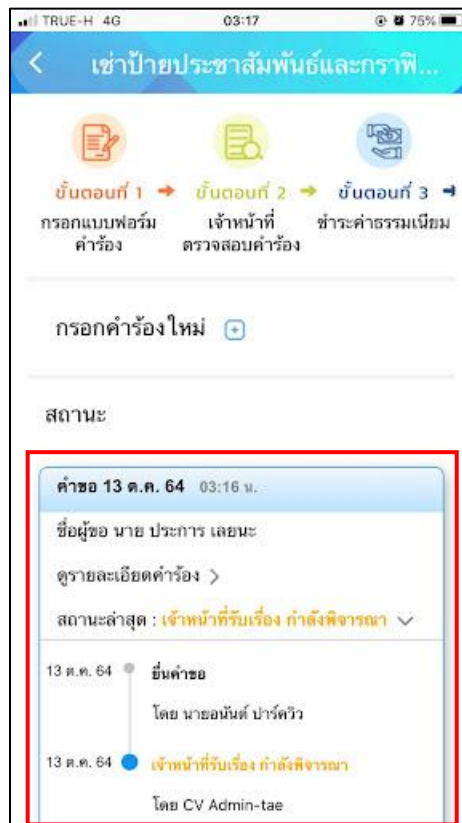 TRUE-H 4G 03:17 75%
เช่าป้ายประชาสัมพันธ์และกราฟิ...
ขั้นตอนที่ 1 ขั้นตอนที่ 2 ขั้นตอนที่ 3
กรอกแบบฟอร์ม เจ้าหน้าที่ ชำระค่าธรรมเนียม
คำร้อง ตรวจสอบคำร้อง
กรอกคำร้องใหม่
สถานะ
คำขอ 13 ต.ค. 64 03:16 น.
ชื่อผู้ขอ นาย ประการ เลยนะ
ดูรายละเอียดคำร้อง >
สถานะล่าสุด : เจ้าหน้าที่รับเรื่อง กำลังพิจารณา
13 ต.ค. 64 ยื่นคำขอ
โดย นายอนันต์ ปาร์ควิว
13 ต.ค. 64 เจ้าหน้าที่รับเรื่อง กำลังพิจารณา
โดย CV Admin-tae